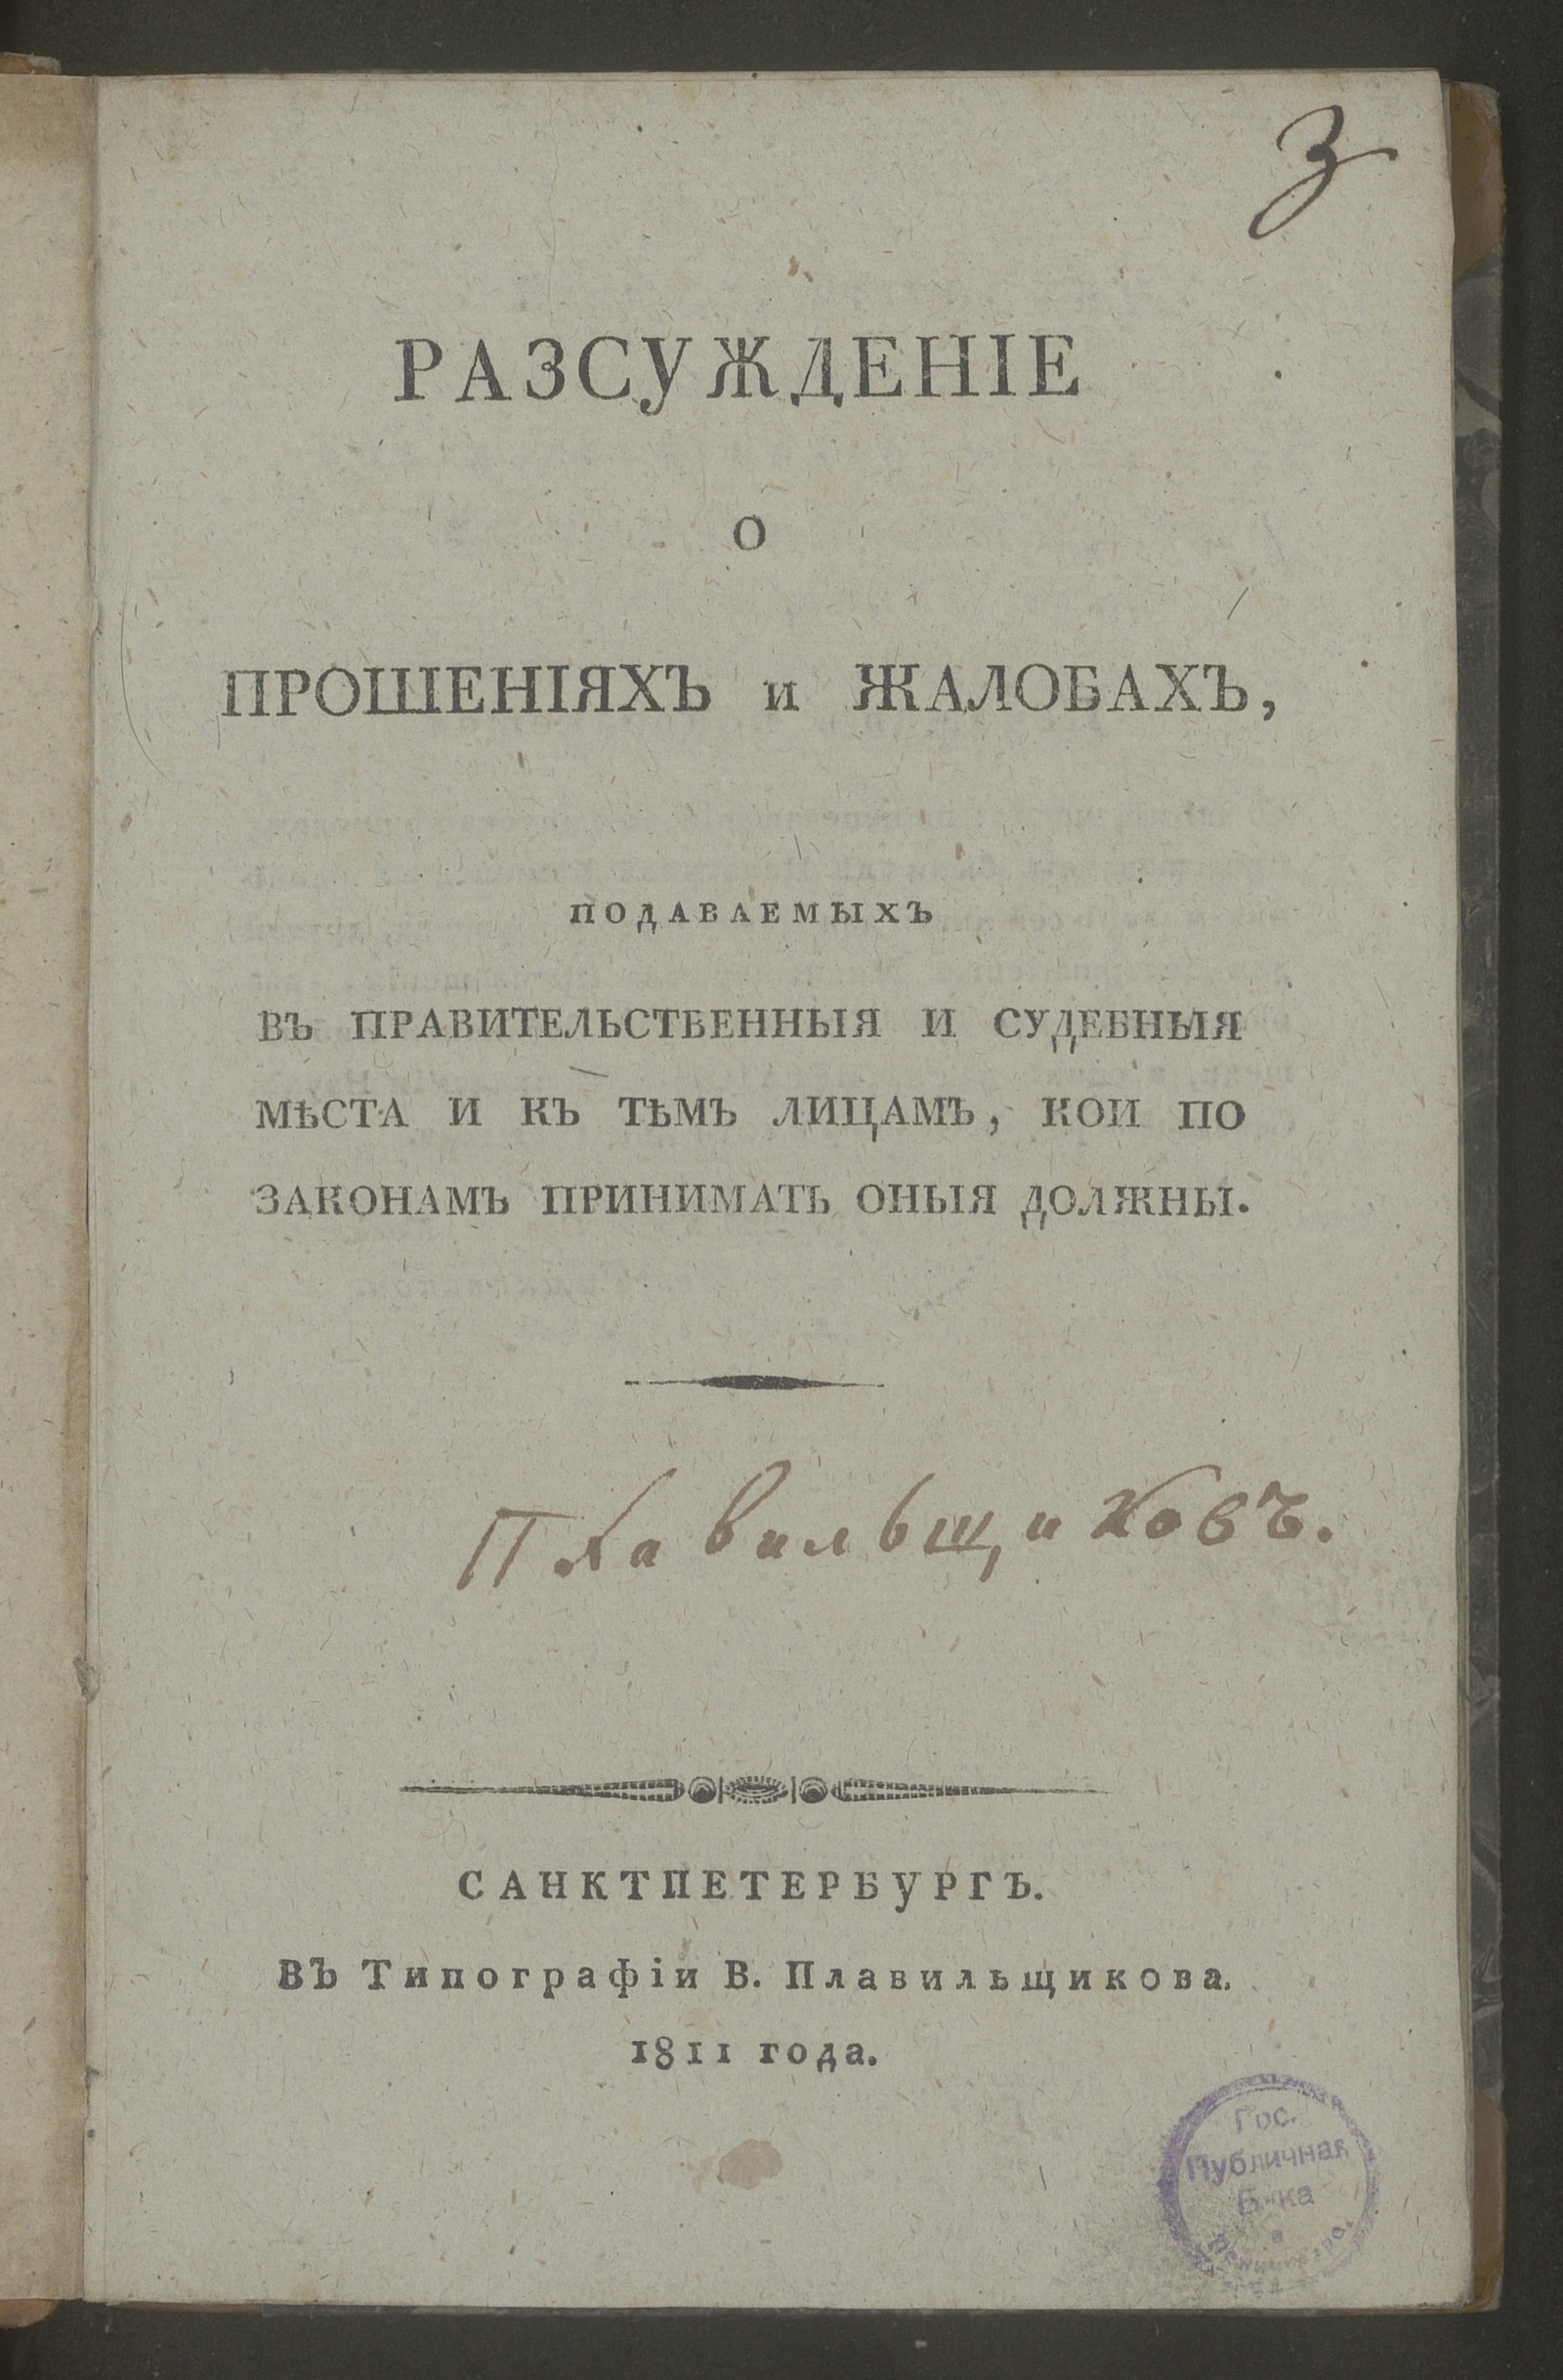 3
РАЗСУЖДЕНІЕ
О
ПРОШЕНІЯХЪ и ЖАЛОБАХЪ,
ПОДАВАЕМЫХЪ
ВЪ ПРАВИТЕЛЬСТВЕННЫЯ И СУДЕБНЫЯ
МѢСТА И КЪ ТѢМЪ ЛИЦАМЪ, КОИ ПО
ЗАКОНАМЪ ПРИНИМАТЬ ОНЫЯ ДОЛЖНЫ.
Плавильщиковъ.
САНКТПЕТЕРБУРГЪ.
ВЪ Типографіи В. Плавильщикова.
1811 года.
Гос.
Публичная
Б-ка